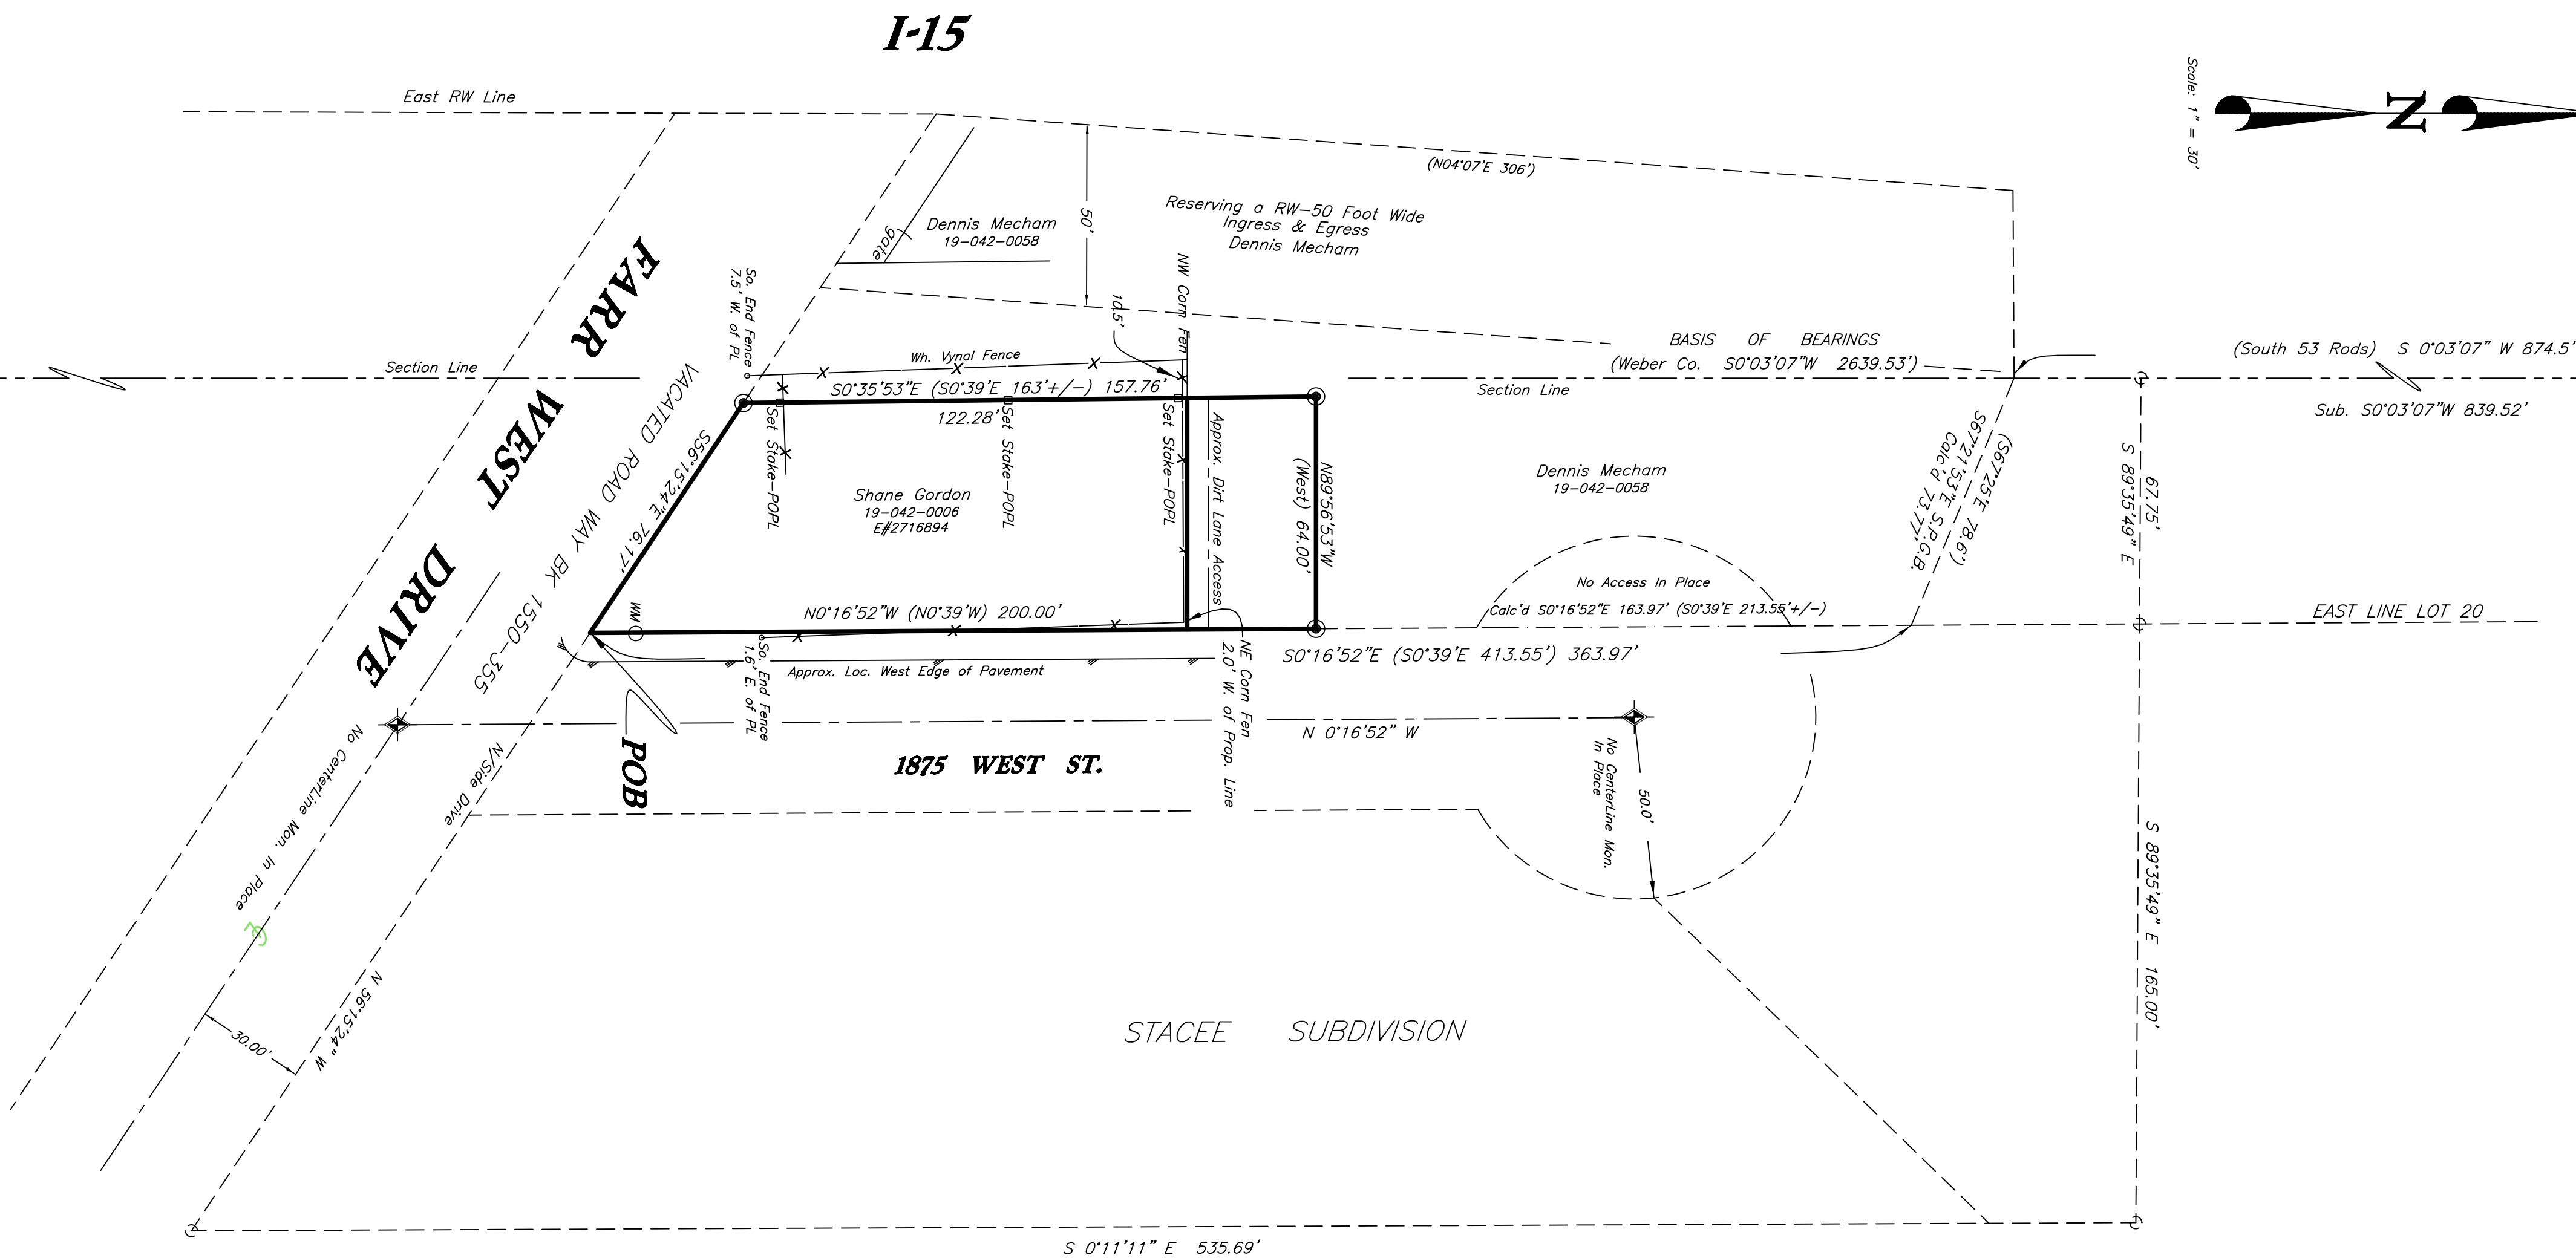 I-15
East RW Line
Scale: 1" = 30'
N
(N04°07'E 306')
Reserving a RW-50 Foot Wide
Ingress & Egress
Dennis Mecham
Dennis Mecham
19-042-0058
gate
50'
NW Corn Fen
10.5'
So. End Fence
7.5' W. of PL
FARR WEST DRIVE
Section Line
Wh. Vynal Fence
S0°35'53"E (S0°39'E 163'+/-) 157.76'
122.28'
BASIS OF BEARINGS
(Weber Co. S0°03'07"W 2639.53')
Section Line
(South 53 Rods) S 0°03'07" W 874.5'
Sub. S0°03'07"W 839.52'
VACATED ROAD WAY BK 1550-355
S56°15'24"E 76.17'
Set Stake-POPL
Set Stake-POPL
Set Stake-POPL
Approx. Dirt Lane Access
Shane Gordon
19-042-0006
E#2716894
N89°56'53"W
(West) 64.00'
Dennis Mecham
19-042-0058
(S67°25'E 78.6')
S67°21'53"E S.P.G.B.
Calc'd 73.77'
67.75'
S 89°35'49" E
No Access In Place
Calc'd S0°16'52"E 163.97' (S0°39'E 213.55'+/-)
EAST LINE LOT 20
WM
N0°16'52"W (N0°39'W) 200.00'
S0°16'52"E (S0°39'E 413.55') 363.97'
Approx. Loc. West Edge of Pavement
So. End Fence
1.6' E. of PL
NE Corn Fen
2.0' W. of Prop. Line
N 0°16'52" W
POB
1875 WEST ST.
No CenterLine Mon.
In Place
50.0'
No CenterLine Mon. In Place
N/Side Drive
S 89°35'49" E 165.00'
N 56°15'24" W
30.00'
STACEE SUBDIVISION
S 0°11'11" E 535.69'